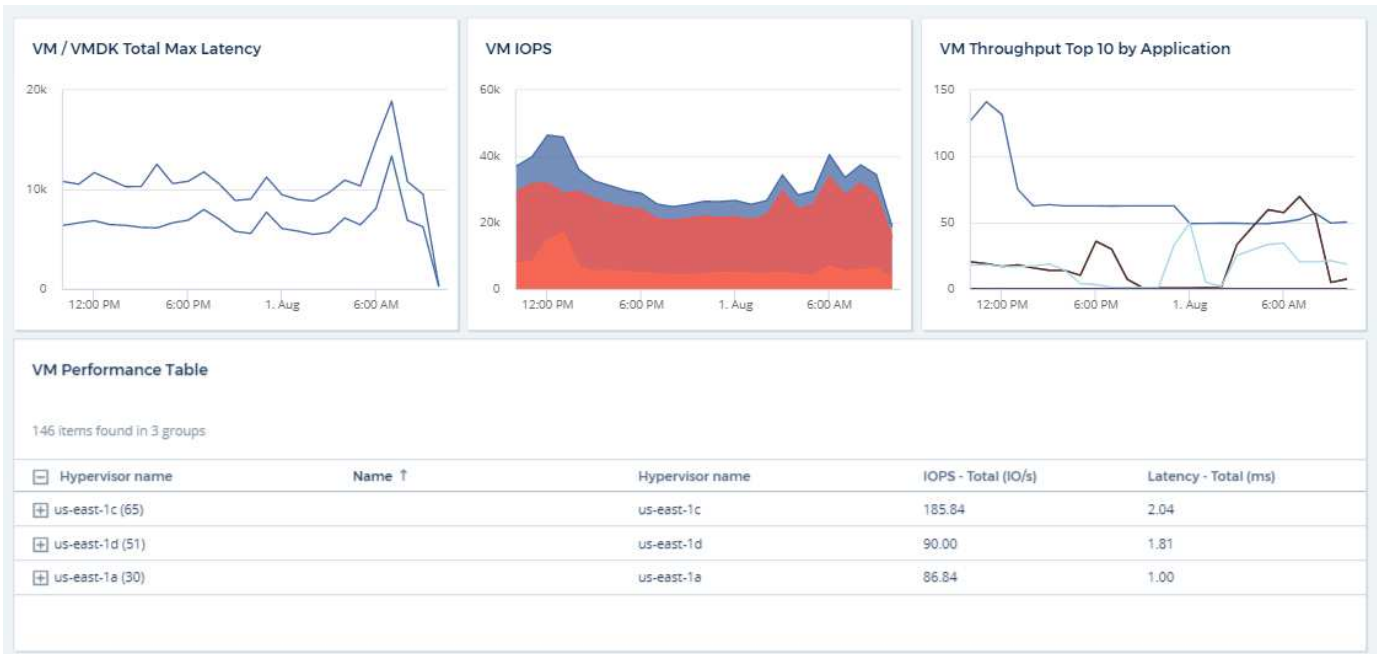 VM / VMDK Total Max Latency
20k
10k
0
12:00 PM 6:00 PM 1. Aug 6:00 AM
VM IOPS
60k
40k
20k
0
12:00 PM 6:00 PM 1. Aug 6:00 AM
VM Throughput Top 10 by Application
150
100
50
0
12:00 PM 6:00 PM 1. Aug 6:00 AM
VM Performance Table
146 items found in 3 groups
Hypervisor name Name ↑ Hypervisor name IOPS - Total (IO/s) Latency - Total (ms)
us-east-1c (65) us-east-1c 185.84 2.04
us-east-1d (51) us-east-1d 90.00 1.81
us-east-1a (30) us-east-1a 86.84 1.00